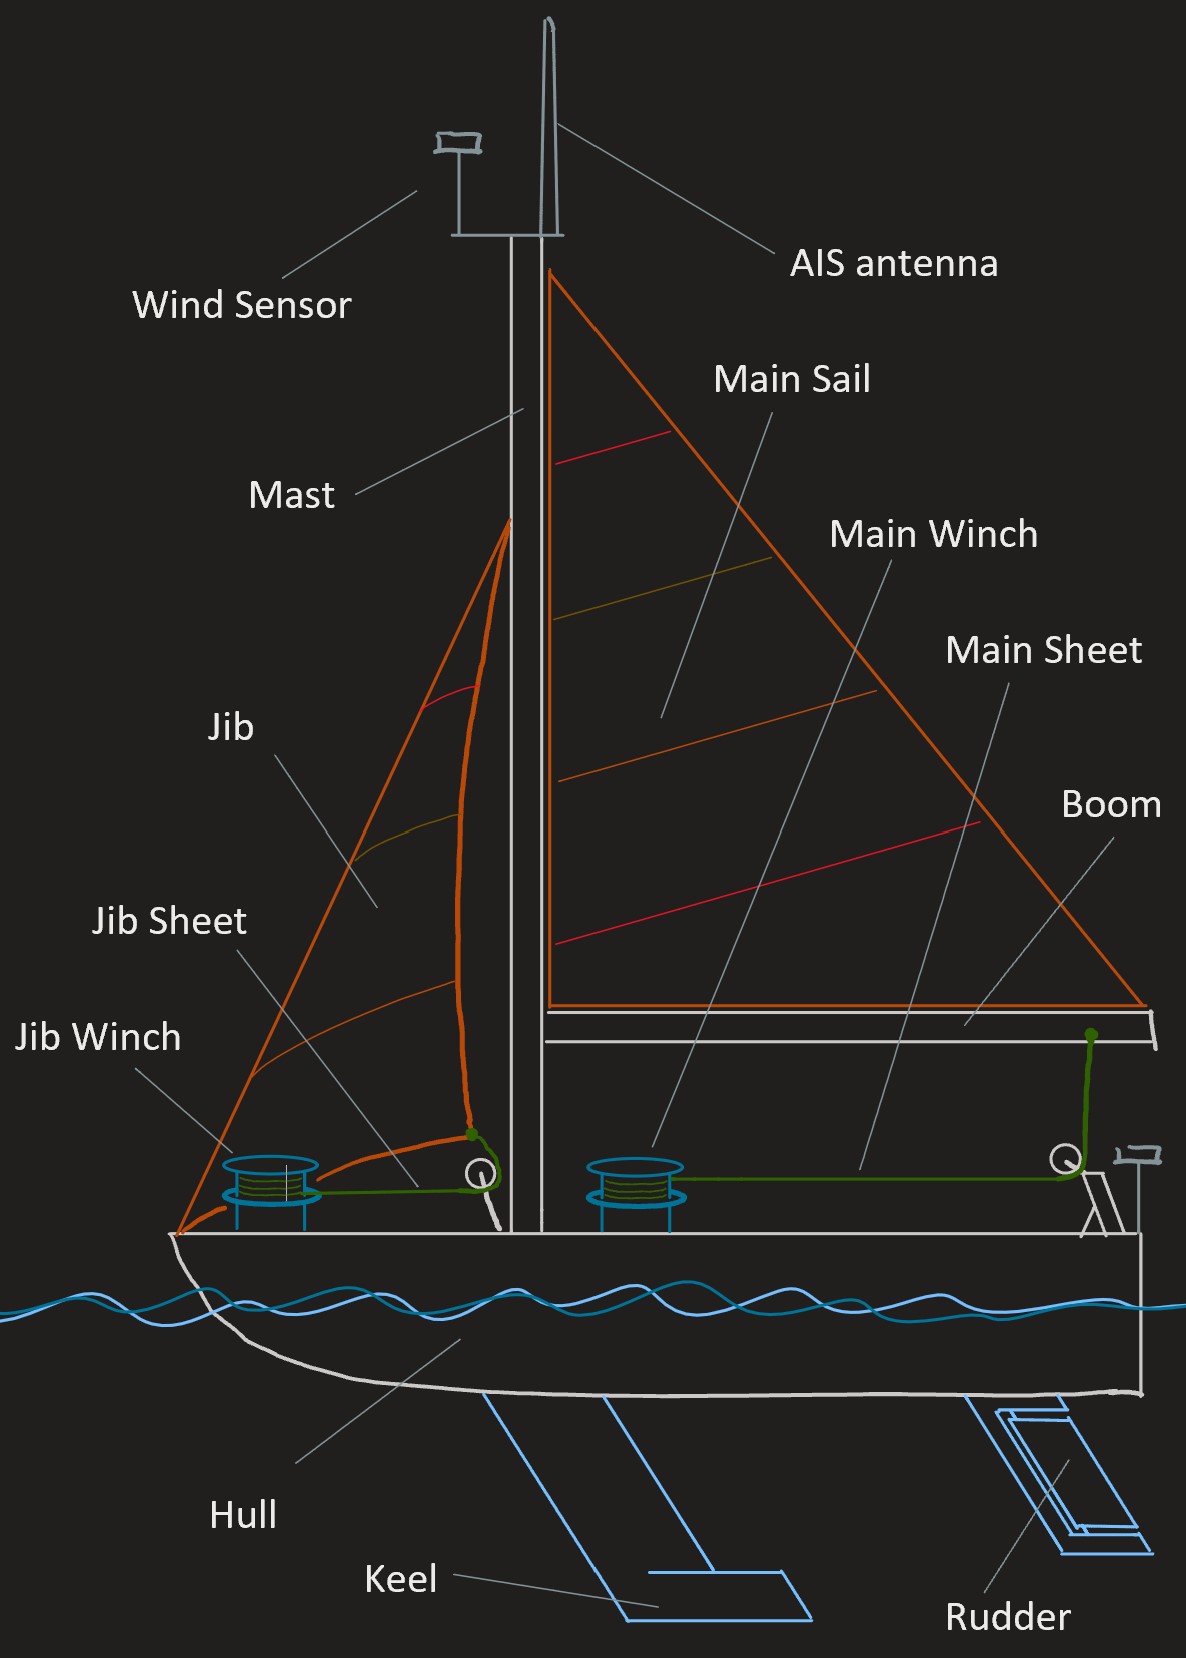 AIS antenna
Wind Sensor
Main Sail
Mast
Main Winch
Main Sheet
Jib
Boom
Jib Sheet
Jib Winch
Hull
Keel
Rudder